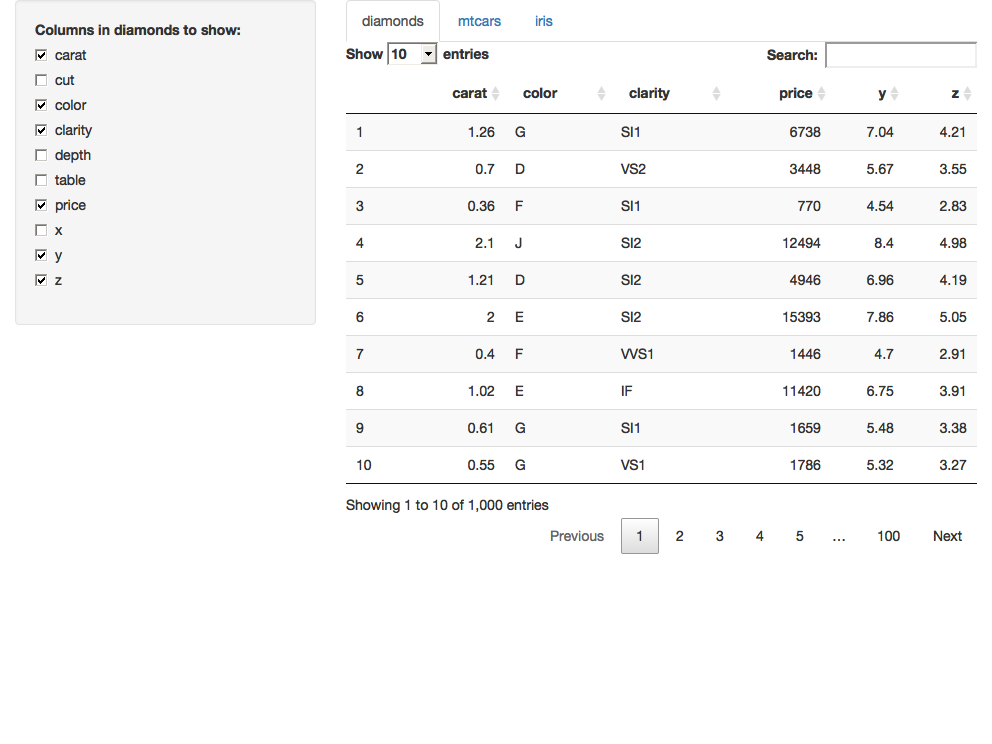 Columns in diamonds to show:
carat
cut
color
clarity
depth
table
price
x
y
z
diamonds mtcars iris
Show 10 entries Search:
carat color clarity price y z
1 1.26 G SI1 6738 7.04 4.21
2 0.7 D VS2 3448 5.67 3.55
3 0.36 F SI1 770 4.54 2.83
4 2.1 J SI2 12494 8.4 4.98
5 1.21 D SI2 4946 6.96 4.19
6 2 E SI2 15393 7.86 5.05
7 0.4 F VVS1 1446 4.7 2.91
8 1.02 E IF 11420 6.75 3.91
9 0.61 G SI1 1659 5.48 3.38
10 0.55 G VS1 1786 5.32 3.27
Showing 1 to 10 of 1,000 entries
Previous 1 2 3 4 5 … 100 Next